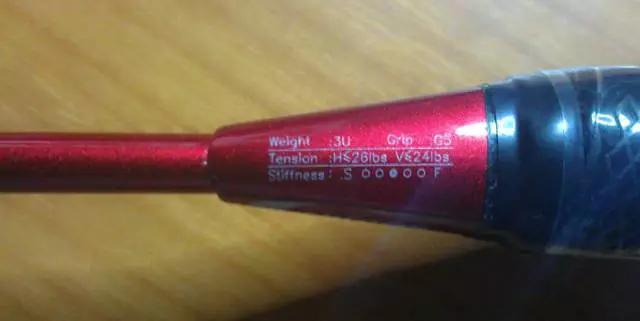 Weight :3U Grip :G5
Tension :H≤26lbs V≤24lbs
Stiffness: .S ○○●○○ F